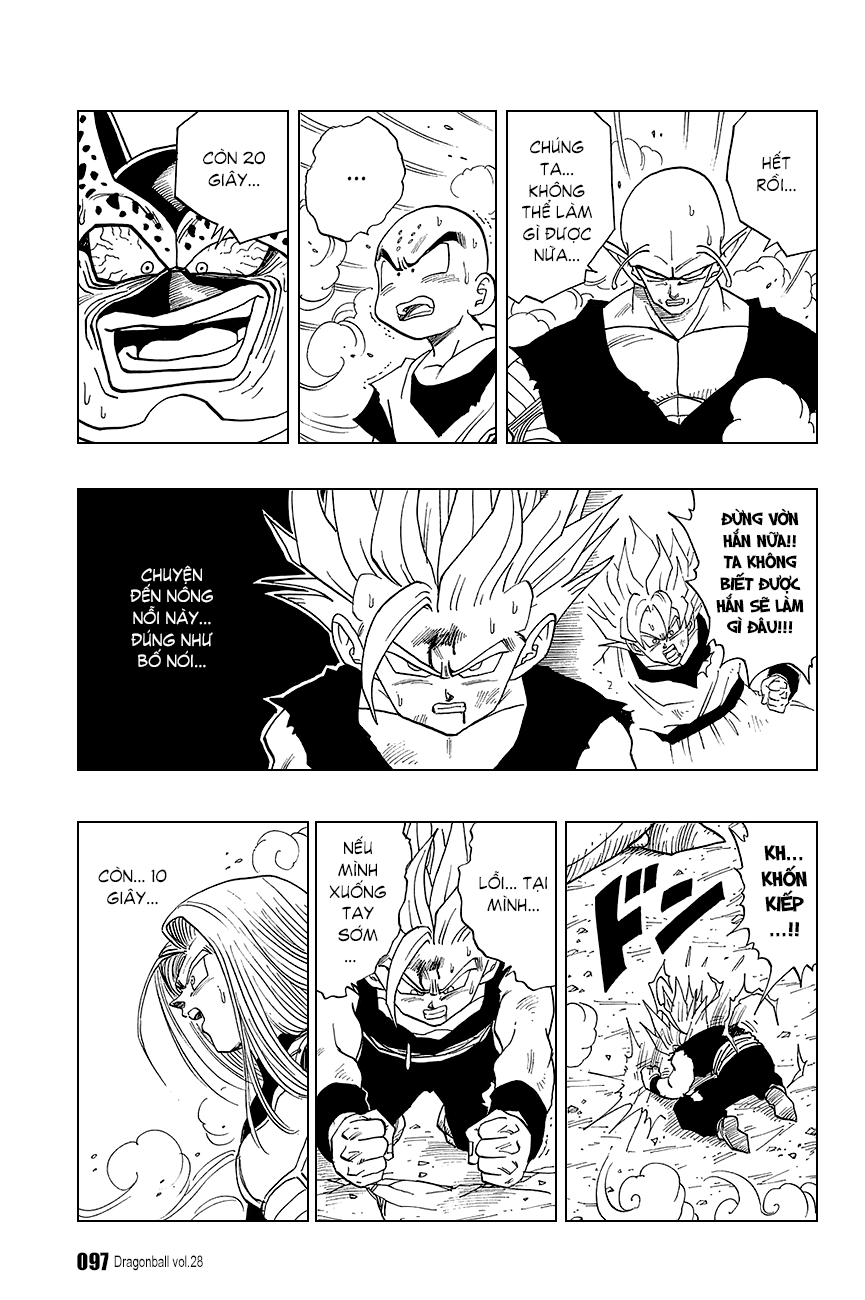 HẾT
RỒI...
CHÚNG
TA...
KHÔNG
THỂ LÀM
GÌ ĐƯỢC
NỮA...
...
CÒN 20
GIÂY...
ĐỪNG VỜN
HẮN NỮA!!
TA KHÔNG
BIẾT ĐƯỢC
HẮN SẼ LÀM
GÌ ĐÂU!!!
CHUYỆN
ĐẾN NÔNG
NỖI NÀY...
ĐÚNG NHƯ
BỐ NÓI...
KH...
KHỐN
KIẾP
...!!
ドン
LỖI... TẠI
MÌNH...
NẾU
MÌNH
XUỐNG
TAY
SỚM
...
CÒN... 10
GIÂY...
097 Dragonball vol.28